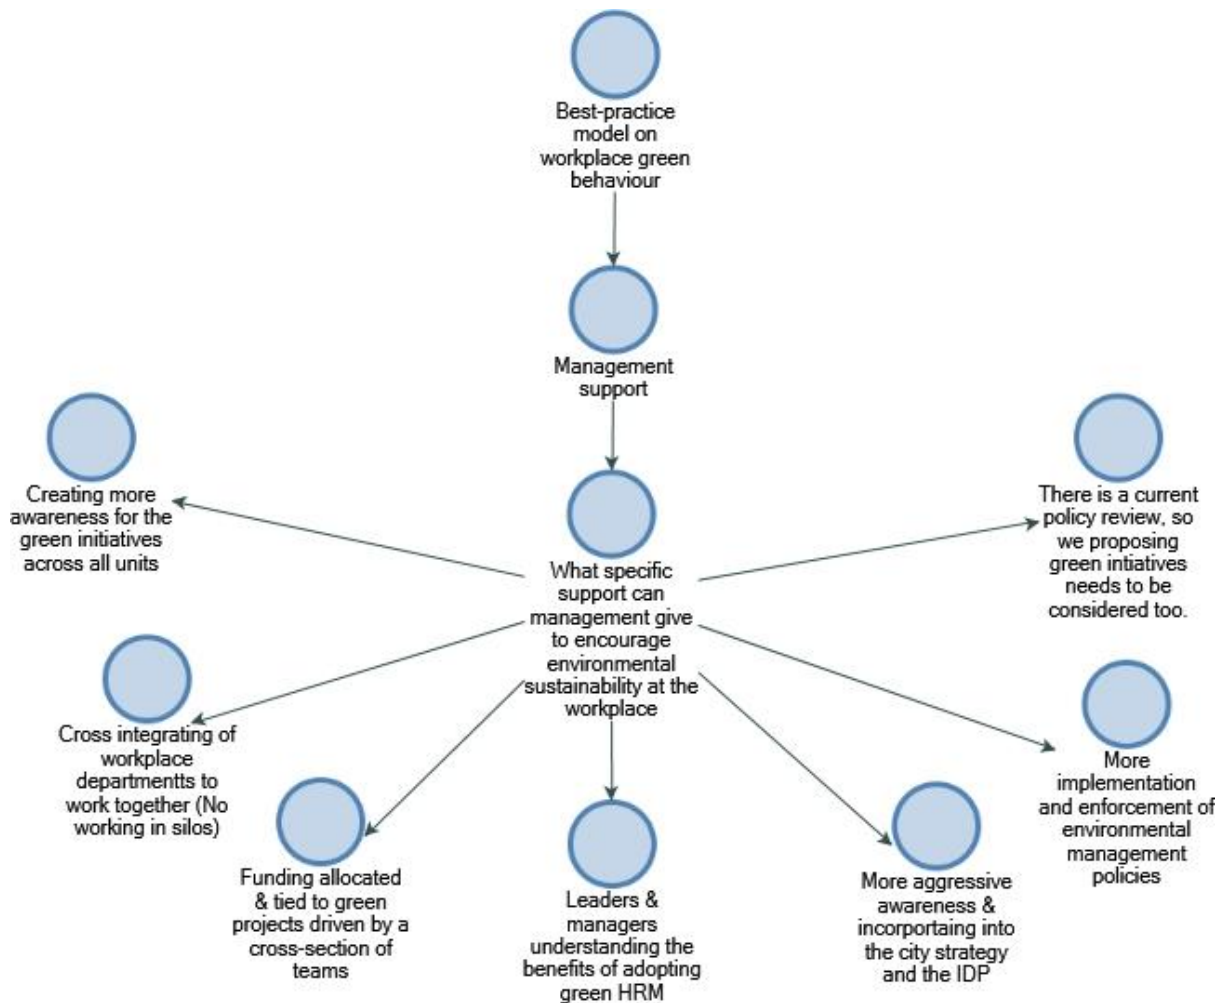 Best-practice
model on
workplace green
behaviour
Management
support
Creating more
awareness for the
green initiatives
across all units
There is a current
policy review, so
we proposing
green intiatives
needs to be
considered too.
What specific
support can
management give
to encourage
environmental
sustainability at the
workplace
Cross integrating of
workplace
departmentts to
work together (No
working in silos)
More
implementation
and enforcement of
environmental
management
policies
Funding allocated
& tied to green
projects driven by a
cross-section of
teams
Leaders &
managers
understanding the
benefits of adopting
green HRM
More aggressive
awareness &
incorportaing into
the city strategy
and the IDP